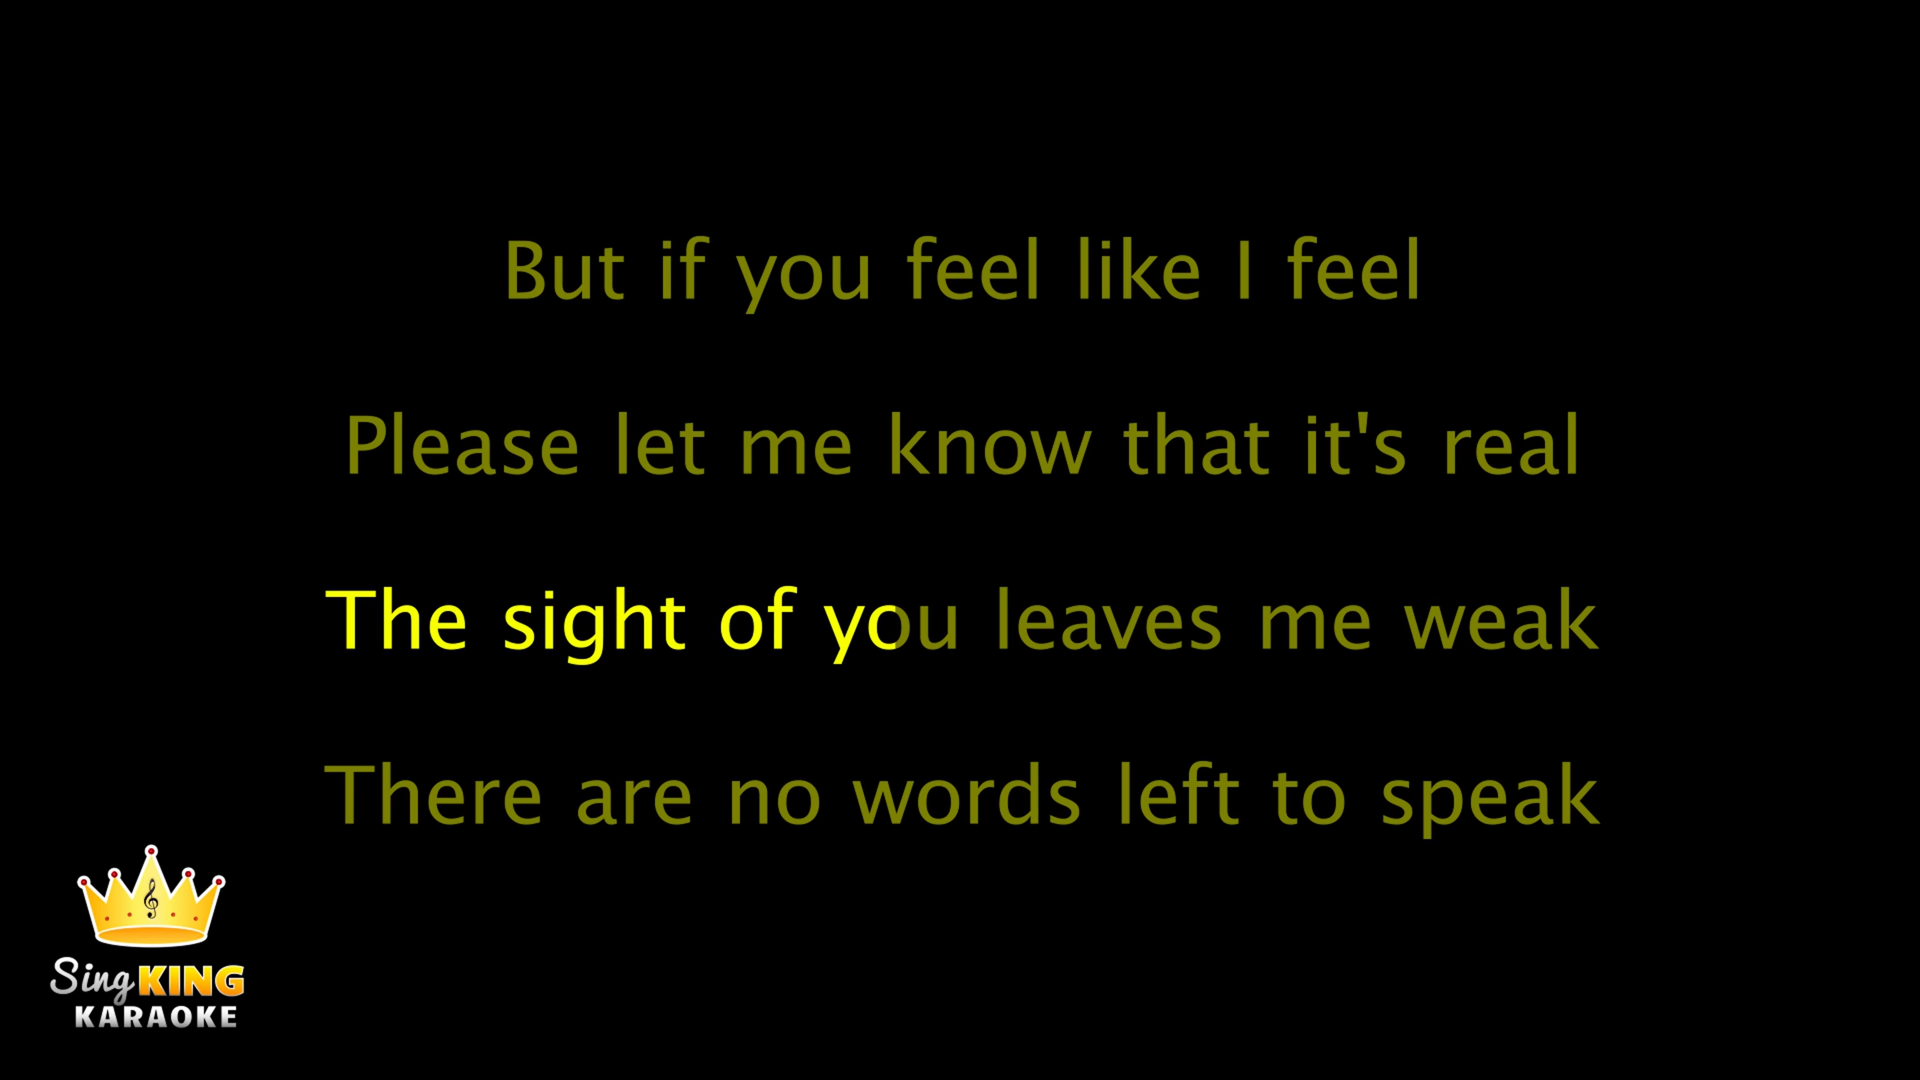 But if you feel like I feel
Please let me know that it's real
The sight of you leaves me weak
There are no words left to speak
Sing KING
KARAOKE